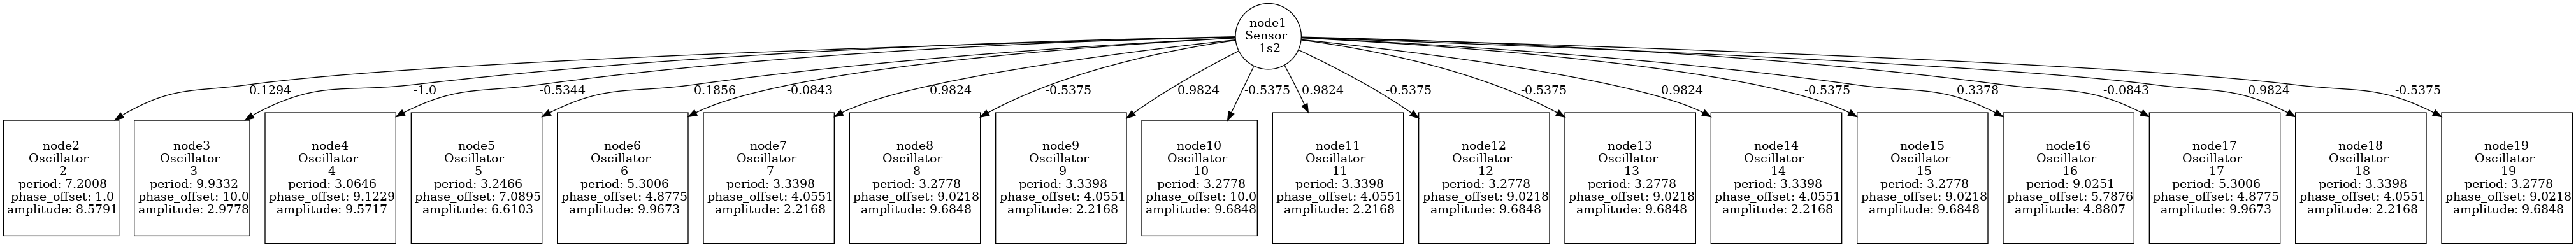 node1
Sensor
1s2
0.1294
-1.0
-0.5344
0.1856
-0.0843
0.9824
-0.5375
0.9824
-0.5375
0.9824
-0.5375
-0.5375
0.9824
-0.5375
0.3378
-0.0843
0.9824
-0.5375
node2
Oscillator
2
period: 7.2008
phase_offset: 1.0
amplitude: 8.5791
node3
Oscillator
3
period: 9.9332
phase_offset: 10.0
amplitude: 2.9778
node4
Oscillator
4
period: 3.0646
phase_offset: 9.1229
amplitude: 9.5717
node5
Oscillator
5
period: 3.2466
phase_offset: 7.0895
amplitude: 6.6103
node6
Oscillator
6
period: 5.3006
phase_offset: 4.8775
amplitude: 9.9673
node7
Oscillator
7
period: 3.3398
phase_offset: 4.0551
amplitude: 2.2168
node8
Oscillator
8
period: 3.2778
phase_offset: 9.0218
amplitude: 9.6848
node9
Oscillator
9
period: 3.3398
phase_offset: 4.0551
amplitude: 2.2168
node10
Oscillator
10
period: 3.2778
phase_offset: 10.0
amplitude: 9.6848
node11
Oscillator
11
period: 3.3398
phase_offset: 4.0551
amplitude: 2.2168
node12
Oscillator
12
period: 3.2778
phase_offset: 9.0218
amplitude: 9.6848
node13
Oscillator
13
period: 3.2778
phase_offset: 9.0218
amplitude: 9.6848
node14
Oscillator
14
period: 3.3398
phase_offset: 4.0551
amplitude: 2.2168
node15
Oscillator
15
period: 3.2778
phase_offset: 9.0218
amplitude: 9.6848
node16
Oscillator
16
period: 9.0251
phase_offset: 5.7876
amplitude: 4.8807
node17
Oscillator
17
period: 5.3006
phase_offset: 4.8775
amplitude: 9.9673
node18
Oscillator
18
period: 3.3398
phase_offset: 4.0551
amplitude: 2.2168
node19
Oscillator
19
period: 3.2778
phase_offset: 9.0218
amplitude: 9.6848